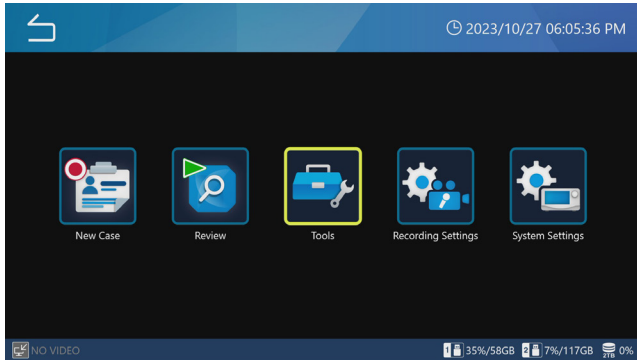 2023/10/27 06:05:36 PM
New Case
Review
Tools
Recording Settings
System Settings
NO VIDEO
1 35%/58GB 2 7%/117GB 2TB 0%